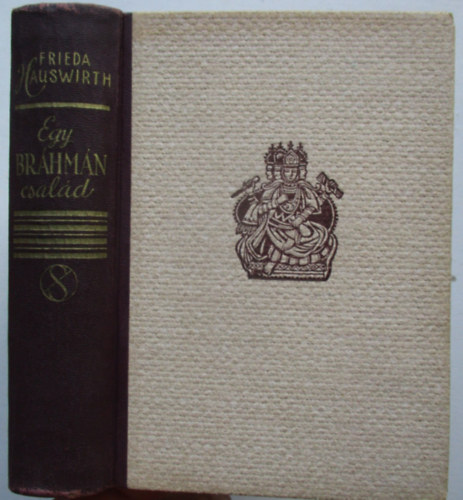 FRIEDA
HAUSWIRTH
Egy
BRÁHMÁN
család
S